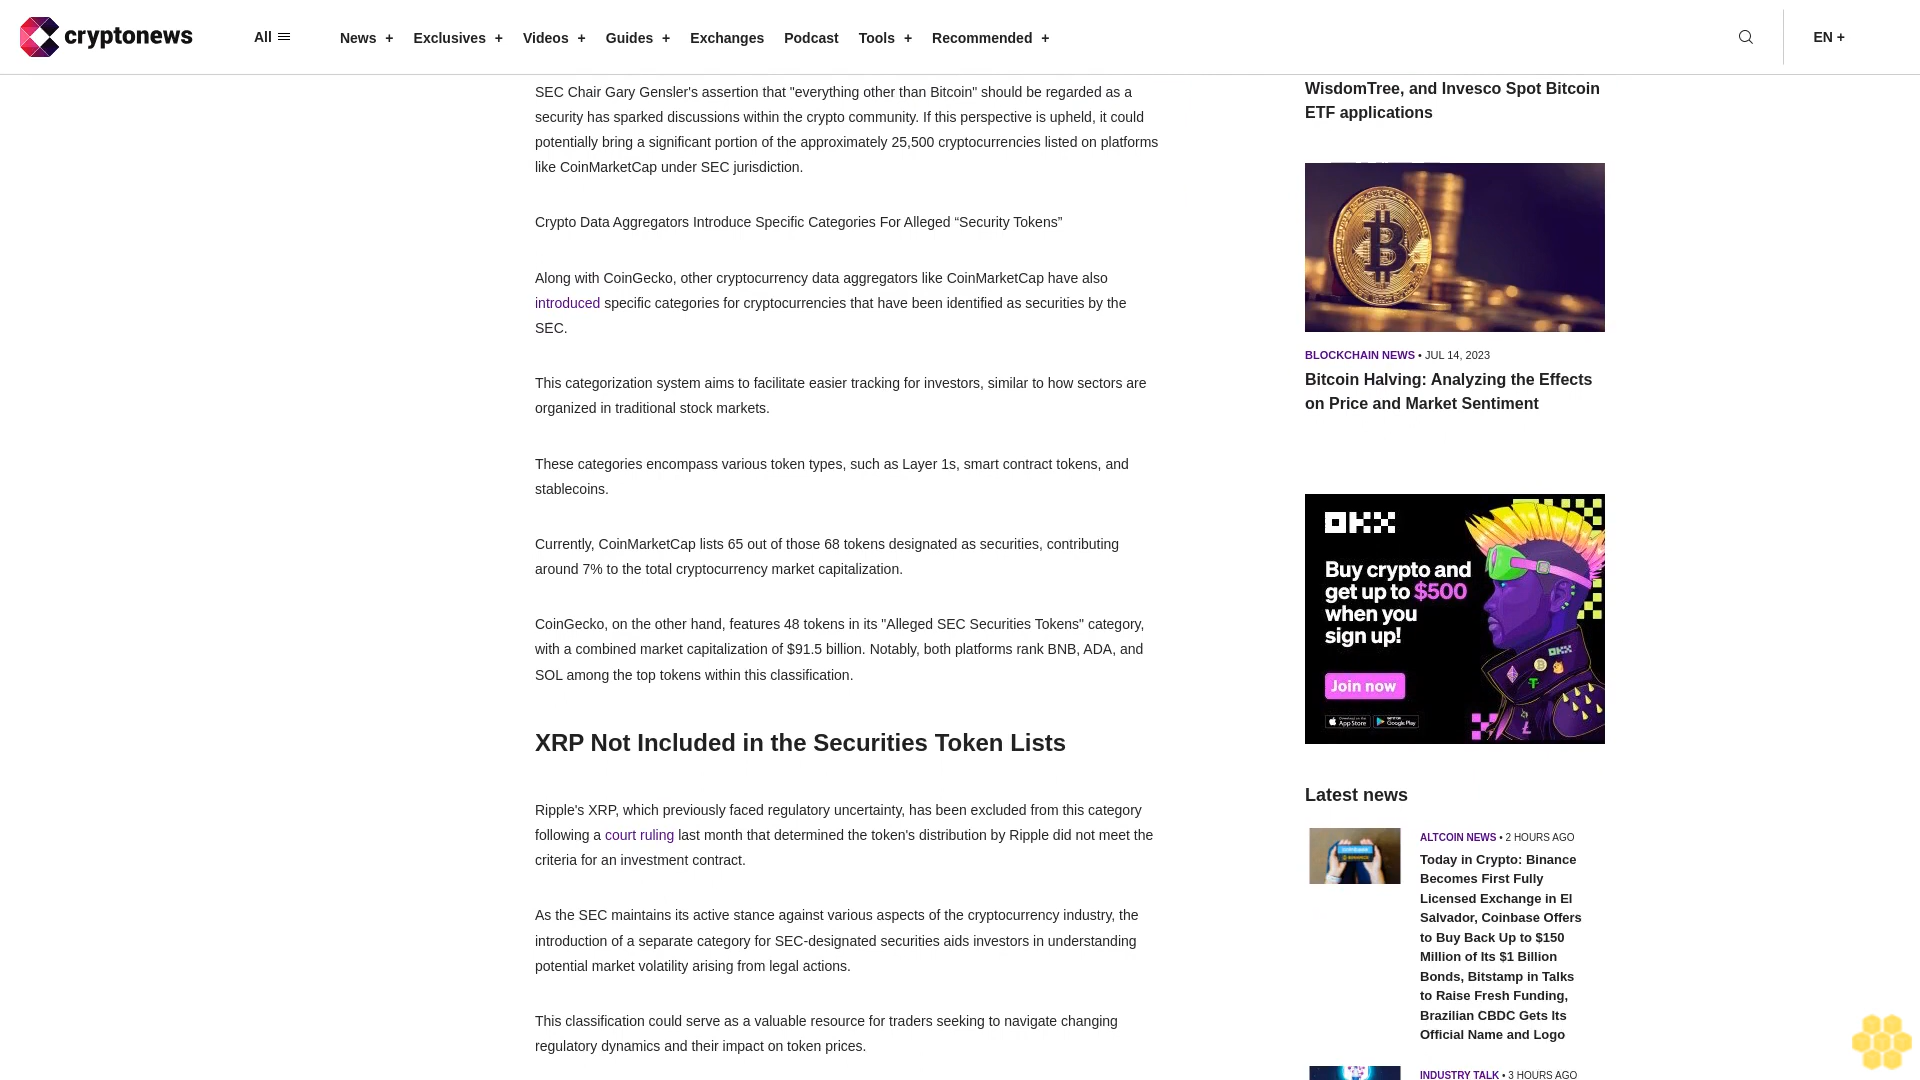 cryptonews
All
News + Exclusives + Videos + Guides + Exchanges Podcast Tools + Recommended +
EN +
SEC Chair Gary Gensler's assertion that "everything other than Bitcoin" should be regarded as a
security has sparked discussions within the crypto community. If this perspective is upheld, it could
potentially bring a significant portion of the approximately 25,500 cryptocurrencies listed on platforms
like CoinMarketCap under SEC jurisdiction.
Crypto Data Aggregators Introduce Specific Categories For Alleged “Security Tokens”
Along with CoinGecko, other cryptocurrency data aggregators like CoinMarketCap have also
introduced specific categories for cryptocurrencies that have been identified as securities by the
SEC.
This categorization system aims to facilitate easier tracking for investors, similar to how sectors are
organized in traditional stock markets.
These categories encompass various token types, such as Layer 1s, smart contract tokens, and
stablecoins.
Currently, CoinMarketCap lists 65 out of those 68 tokens designated as securities, contributing
around 7% to the total cryptocurrency market capitalization.
CoinGecko, on the other hand, features 48 tokens in its "Alleged SEC Securities Tokens" category,
with a combined market capitalization of $91.5 billion. Notably, both platforms rank BNB, ADA, and
SOL among the top tokens within this classification.
XRP Not Included in the Securities Token Lists
Ripple's XRP, which previously faced regulatory uncertainty, has been excluded from this category
following a court ruling last month that determined the token's distribution by Ripple did not meet the
criteria for an investment contract.
As the SEC maintains its active stance against various aspects of the cryptocurrency industry, the
introduction of a separate category for SEC-designated securities aids investors in understanding
potential market volatility arising from legal actions.
This classification could serve as a valuable resource for traders seeking to navigate changing
regulatory dynamics and their impact on token prices.
WisdomTree, and Invesco Spot Bitcoin
ETF applications
BLOCKCHAIN NEWS • JUL 14, 2023
Bitcoin Halving: Analyzing the Effects
on Price and Market Sentiment
OKX
Buy crypto and
get up to $500
when you
sign up!
Join now
App Store
Google Play
OKX
Latest news
ALTCOIN NEWS • 2 HOURS AGO
Today in Crypto: Binance
Becomes First Fully
Licensed Exchange in El
Salvador, Coinbase Offers
to Buy Back Up to $150
Million of Its $1 Billion
Bonds, Bitstamp in Talks
to Raise Fresh Funding,
Brazilian CBDC Gets Its
Official Name and Logo
INDUSTRY TALK • 3 HOURS AGO